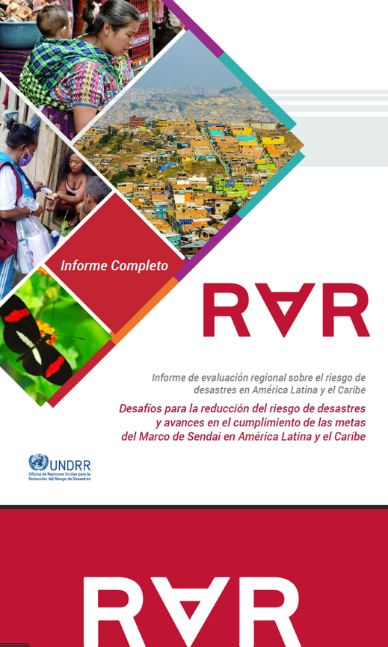 Informe Completo
RAR
Informe de evaluación regional sobre el riesgo de
desastres en América Latina y el Caribe
Desafíos para la reducción del riesgo de desastres
y avances en el cumplimiento de las metas
del Marco de Sendai en América Latina y el Caribe
UNDRR
Oficina de Naciones Unidas para la
Reducción del Riesgo de Desastres
RAR